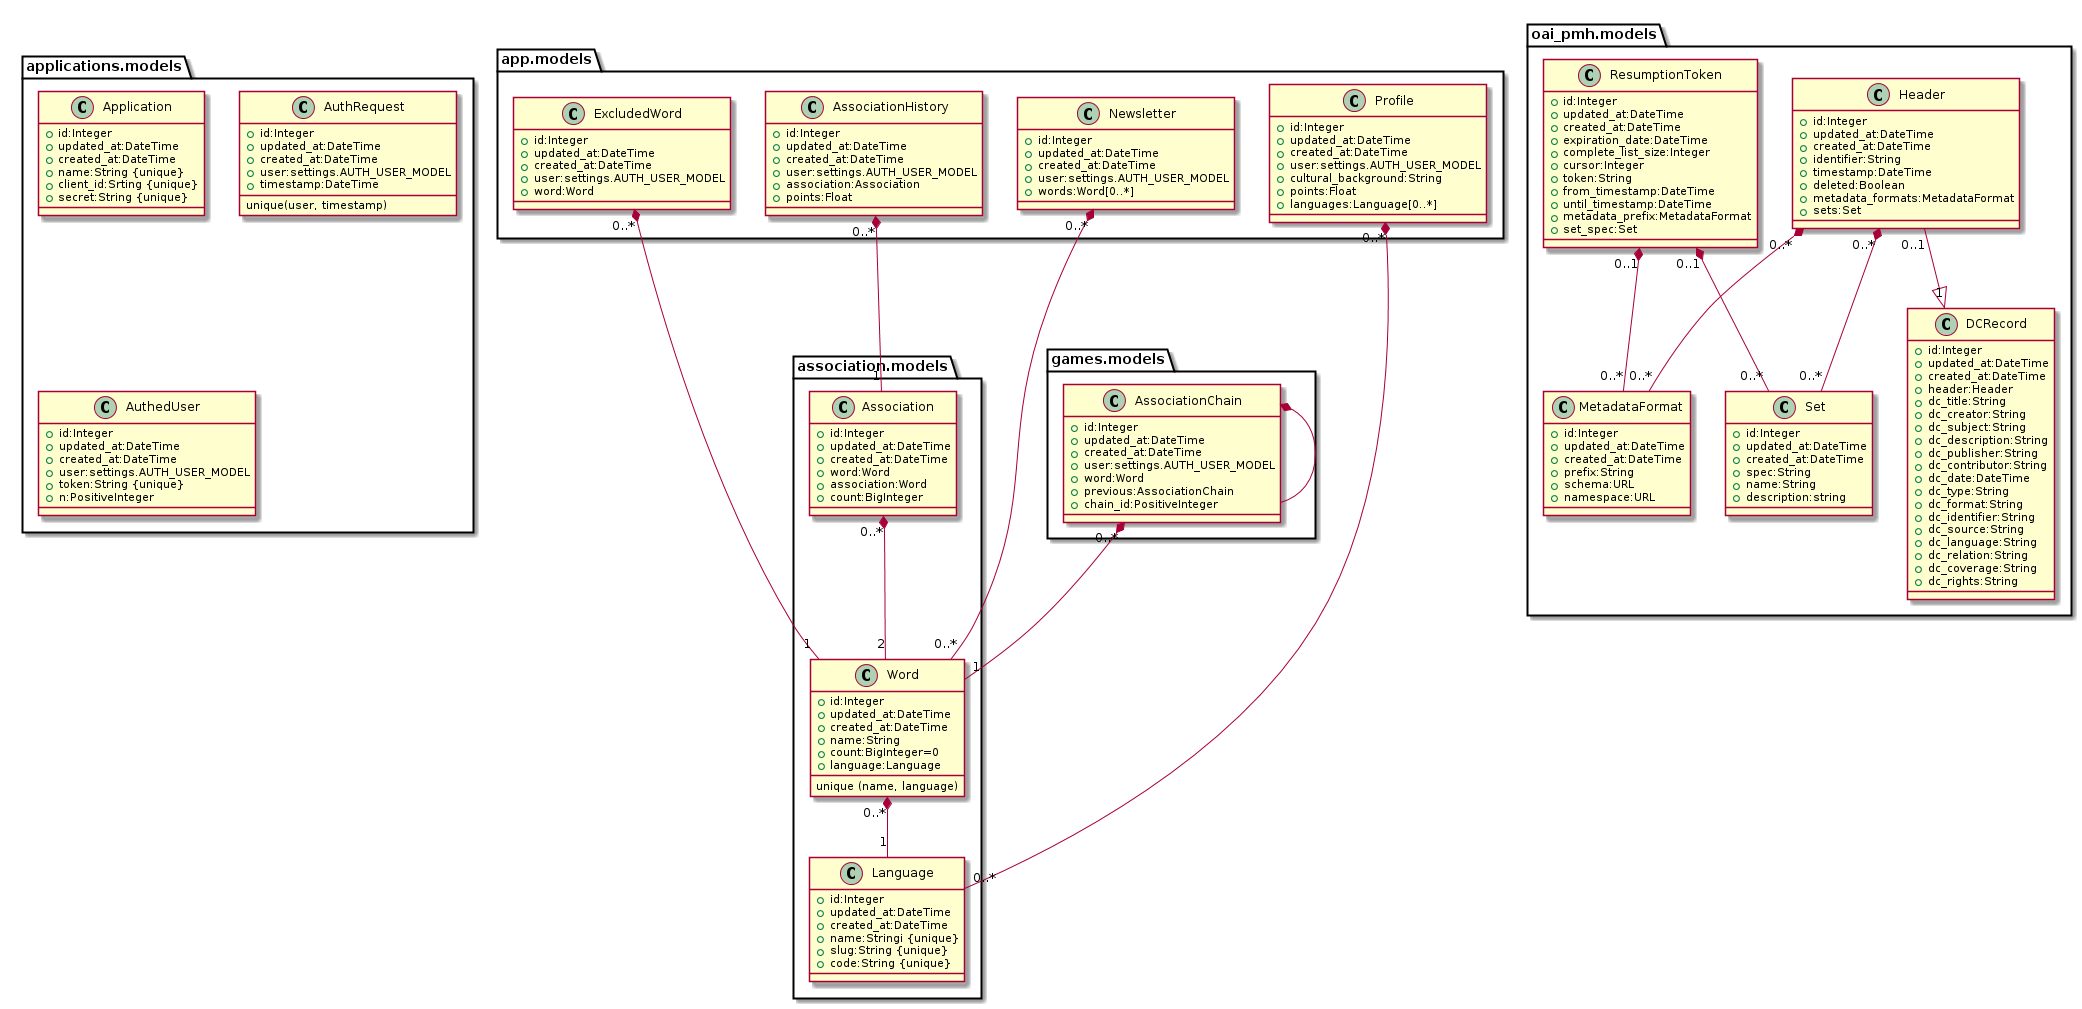 applications.models
Application
id:Integer
updated_at:DateTime
created_at:DateTime
name:String {unique}
client_id:Srting {unique}
secret:String {unique}
AuthRequest
id:Integer
updated_at:DateTime
created_at:DateTime
user:settings.AUTH_USER_MODEL
timestamp:DateTime
unique(user, timestamp)
AuthedUser
id:Integer
updated_at:DateTime
created_at:DateTime
user:settings.AUTH_USER_MODEL
token:String {unique}
n:PositiveInteger
app.models
ExcludedWord
id:Integer
updated_at:DateTime
created_at:DateTime
user:settings.AUTH_USER_MODEL
word:Word
0..*
AssociationHistory
id:Integer
updated_at:DateTime
created_at:DateTime
user:settings.AUTH_USER_MODEL
association:Association
points:Float
0..*
Newsletter
id:Integer
updated_at:DateTime
created_at:DateTime
user:settings.AUTH_USER_MODEL
words:Word[0..*]
0..*
Profile
id:Integer
updated_at:DateTime
created_at:DateTime
user:settings.AUTH_USER_MODEL
cultural_background:String
points:Float
languages:Language[0..*]
0..*
association.models
1
Association
id:Integer
updated_at:DateTime
created_at:DateTime
word:Word
association:Word
count:BigInteger
0..*
1
2
0..*
1
Word
id:Integer
updated_at:DateTime
created_at:DateTime
name:String
count:BigInteger=0
language:Language
unique (name, language)
0..*
1
0..*
Language
id:Integer
updated_at:DateTime
created_at:DateTime
name:Stringi {unique}
slug:String {unique}
code:String {unique}
games.models
AssociationChain
id:Integer
updated_at:DateTime
created_at:DateTime
user:settings.AUTH_USER_MODEL
word:Word
previous:AssociationChain
chain_id:PositiveInteger
0..*
oai_pmh.models
ResumptionToken
id:Integer
updated_at:DateTime
created_at:DateTime
expiration_date:DateTime
complete_list_size:Integer
cursor:Integer
token:String
from_timestamp:DateTime
until_timestamp:DateTime
metadata_prefix:MetadataFormat
set_spec:Set
0..1
0..1
Header
id:Integer
updated_at:DateTime
created_at:DateTime
identifier:String
timestamp:DateTime
deleted:Boolean
metadata_formats:MetadataFormat
sets:Set
0..*
0..*
0..1
1
0..*
0..*
0..*
0..*
MetadataFormat
id:Integer
updated_at:DateTime
created_at:DateTime
prefix:String
schema:URL
namespace:URL
Set
id:Integer
updated_at:DateTime
created_at:DateTime
spec:String
name:String
description:string
DCRecord
id:Integer
updated_at:DateTime
created_at:DateTime
header:Header
dc_title:String
dc_creator:String
dc_subject:String
dc_description:String
dc_publisher:String
dc_contributor:String
dc_date:DateTime
dc_type:String
dc_format:String
dc_identifier:String
dc_source:String
dc_language:String
dc_relation:String
dc_coverage:String
dc_rights:String